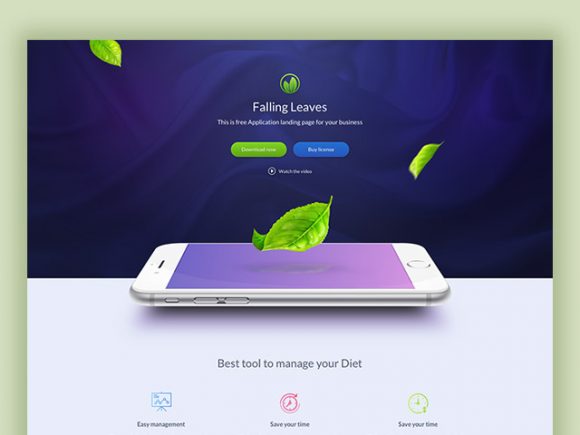 Falling Leaves
This is free Application landing page for your business
Download now
Buy license
Watch the video
Best tool to manage your Diet
Easy management
Save your time
Save your time